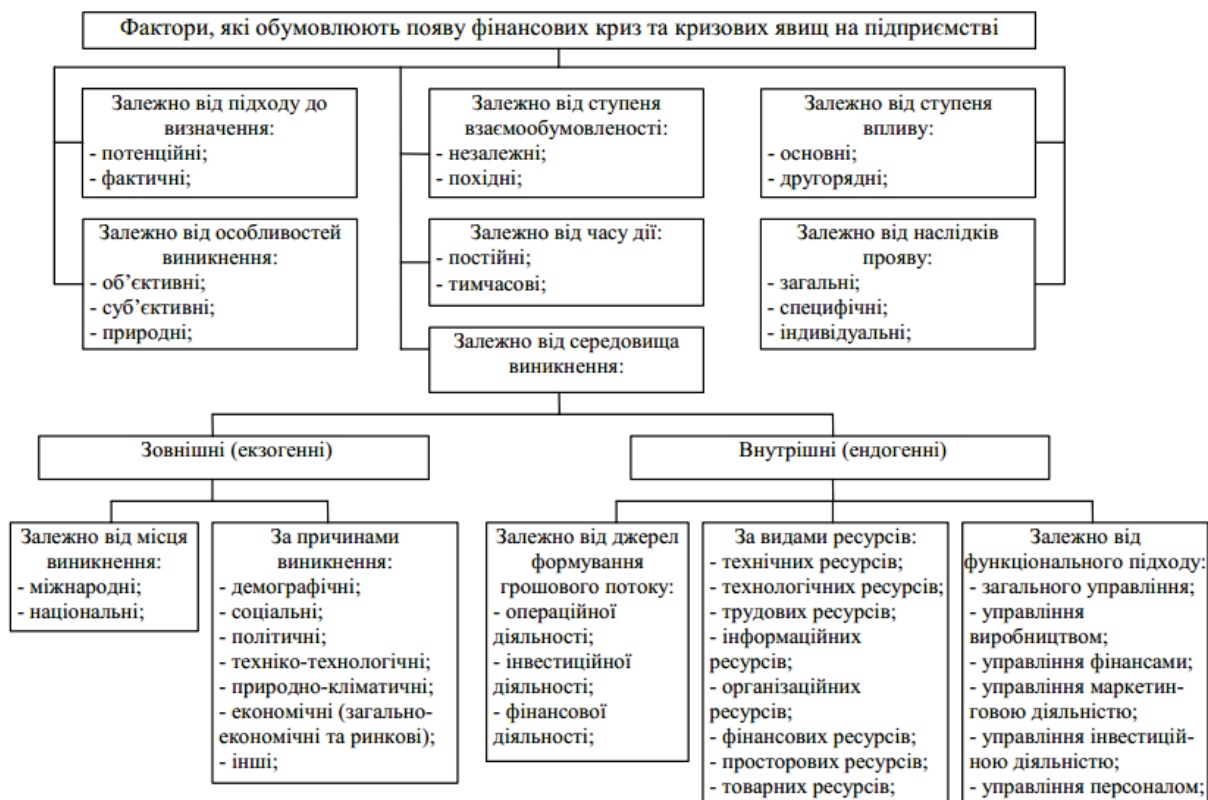 Фактори, які обумовлюють появу фінансових криз та кризових явищ на підприємстві
Залежно від підходу до
визначення:
- потенційні;
- фактичні;
Залежно від ступеня
взаємообумовленості:
- незалежні;
- похідні;
Залежно від ступеня
впливу:
- основні;
- другорядні;
Залежно від особливостей
виникнення:
- об’єктивні;
- суб’єктивні;
- природні;
Залежно від часу дії:
- постійні;
- тимчасові;
Залежно від наслідків
прояву:
- загальні;
- специфічні;
- індивідуальні;
Залежно від середовища
виникнення:
Зовнішні (екзогенні)
Внутрішні (ендогенні)
Залежно від місця
виникнення:
- міжнародні;
- національні;
За причинами
виникнення:
- демографічні;
- соціальні;
- політичні;
- техніко-технологічні;
- природно-кліматичні;
- економічні (загально-
економічні та ринкові);
- інші;
Залежно від джерел
формування
грошового потоку:
- операційної
діяльності;
- інвестиційної
діяльності;
- фінансової
діяльності;
За видами ресурсів:
- технічних ресурсів;
- технологічних ресурсів;
- трудових ресурсів;
- інформаційних
ресурсів;
- організаційних
ресурсів;
- фінансових ресурсів;
- просторових ресурсів;
- товарних ресурсів;
Залежно від
функціонального підходу:
- загального управління;
- управління
виробництвом;
- управління фінансами;
- управління маркетин-
говою діяльністю;
- управління інвестицій-
ною діяльністю;
- управління персоналом;